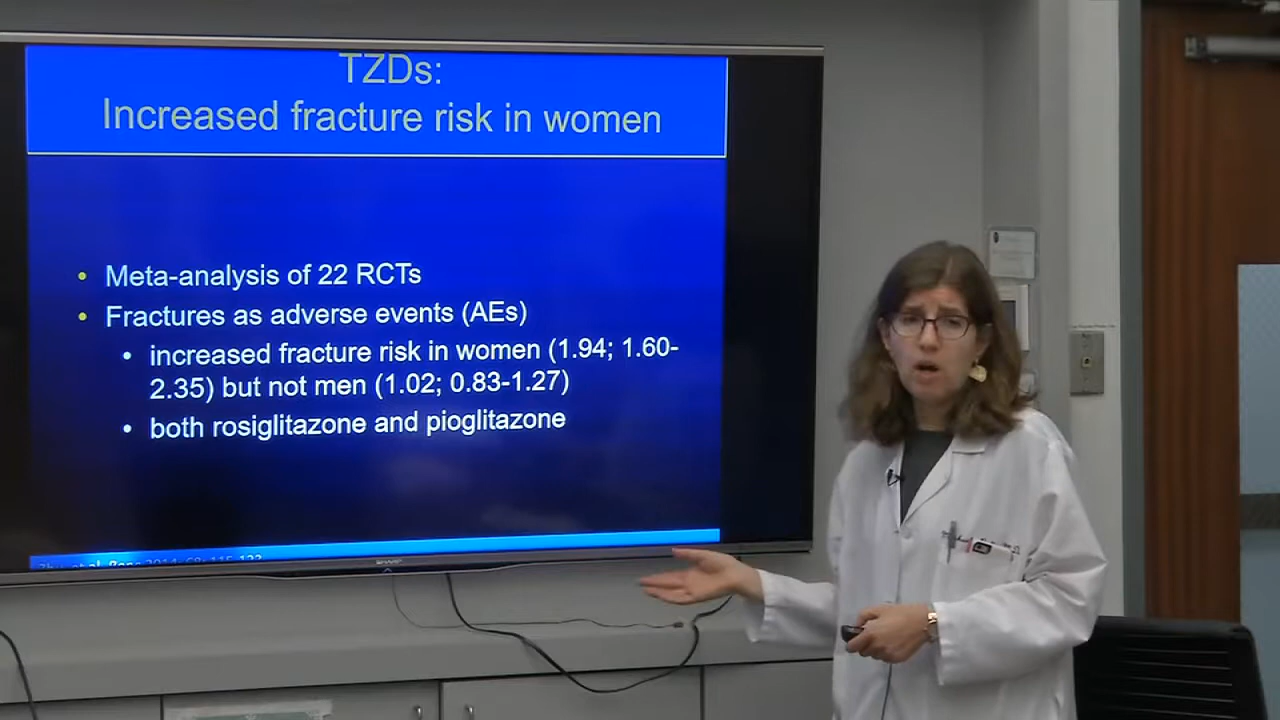 TZDs:
Increased fracture risk in women
• Meta-analysis of 22 RCTs
• Fractures as adverse events (AEs)
• increased fracture risk in women (1.94; 1.60-
2.35) but not men (1.02; 0.83-1.27)
• both rosiglitazone and pioglitazone
SHARP